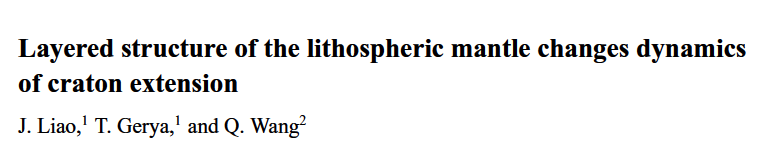 Layered structure of the lithospheric mantle changes dynamics
of craton extension
J. Liao,¹ T. Gerya,¹ and Q. Wang²